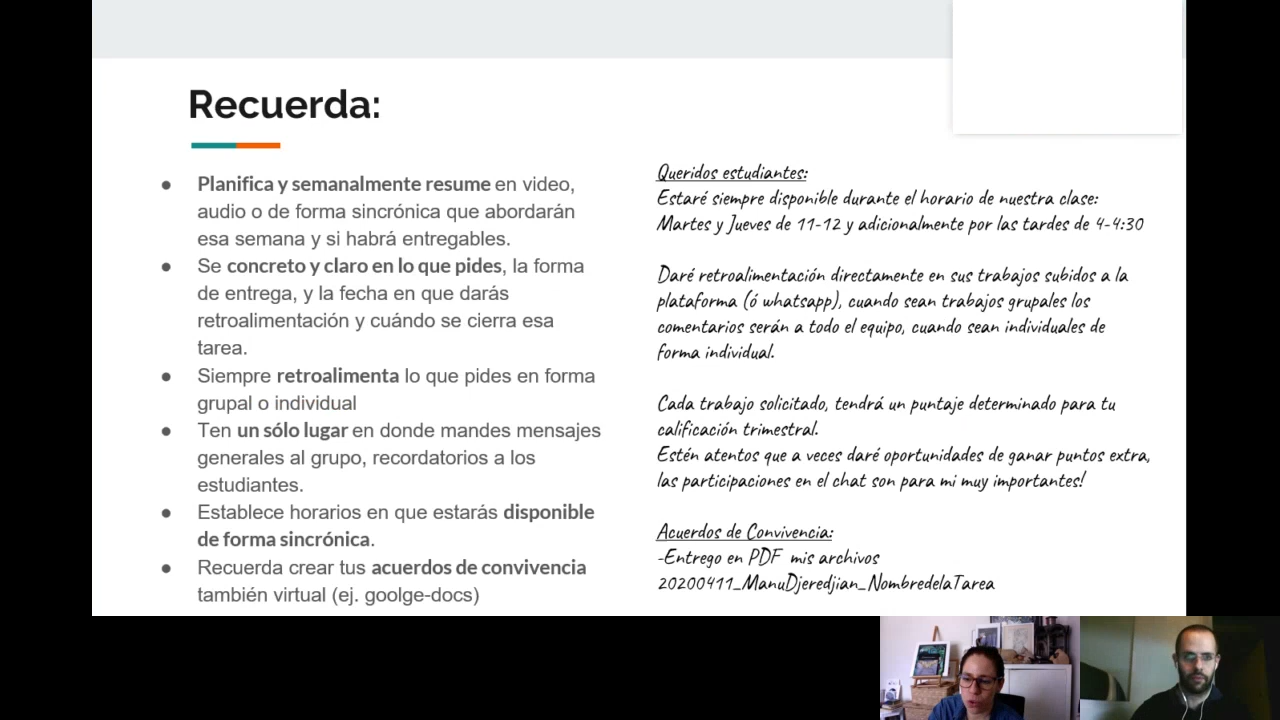 Recuerda:
● Planifica y semanalmente resume en video,
audio o de forma sincrónica que abordarán
esa semana y si habrá entregables.
● Se concreto y claro en lo que pides, la forma
de entrega, y la fecha en que darás
retroalimentación y cuándo se cierra esa
tarea.
● Siempre retroalimenta lo que pides en forma
grupal o individual
● Ten un sólo lugar en donde mandes mensajes
generales al grupo, recordatorios a los
estudiantes.
● Establece horarios en que estarás disponible
de forma sincrónica.
● Recuerda crear tus acuerdos de convivencia
también virtual (ej. goolge-docs)
Queridos estudiantes:
Estaré siempre disponible durante el horario de nuestra clase:
Martes y Jueves de 11-12 y adicionalmente por las tardes de 4-4:30
Daré retroalimentación directamente en sus trabajos subidos a la
plataforma (ó whatsapp), cuando sean trabajos grupales los
comentarios serán a todo el equipo, cuando sean individuales de
forma individual.
Cada trabajo solicitado, tendrá un puntaje determinado para tu
calificación trimestral.
Estén atentos que a veces daré oportunidades de ganar puntos extra,
las participaciones en el chat son para mi muy importantes!
Acuerdos de Convivencia:
-Entrego en PDF mis archivos
20200411_ManuDjeredjian_NombredelaTarea